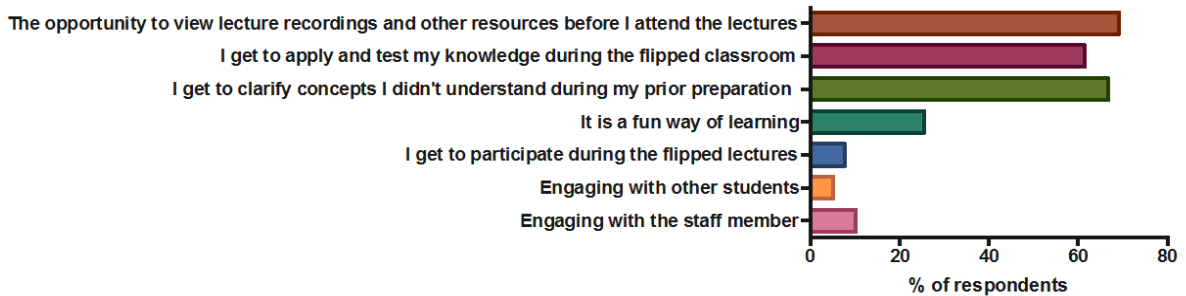 The opportunity to view lecture recordings and other resources before I attend the lectures
I get to apply and test my knowledge during the flipped classroom
I get to clarify concepts I didn't understand during my prior preparation
It is a fun way of learning
I get to participate during the flipped lectures
Engaging with other students
Engaging with the staff member
0 20 40 60 80
% of respondents